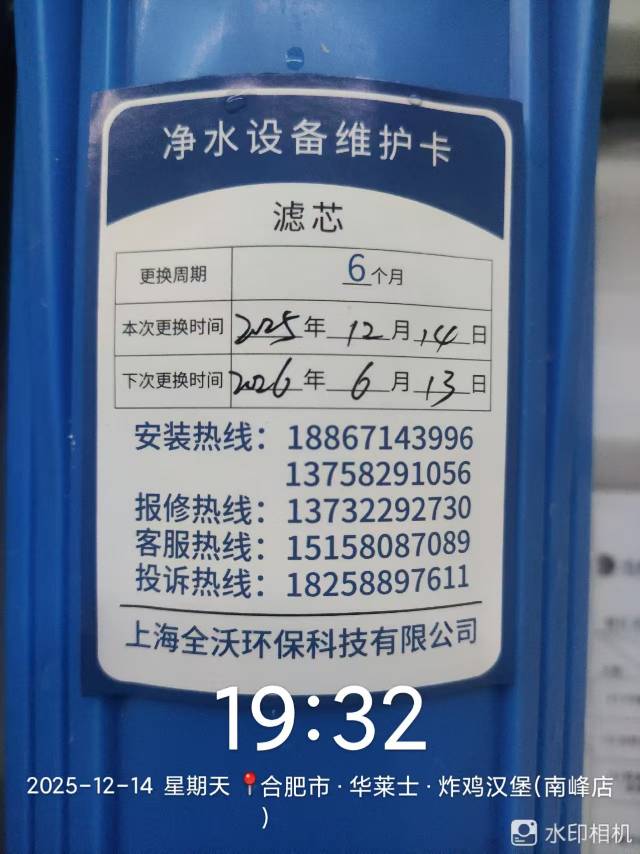 净水设备维护卡
滤芯
更换周期 6个月
本次更换时间 2025年12月14日
下次更换时间 2026年6月13日
安装热线：18867143996
13758291056
报修热线：13732292730
客服热线：15158087089
投诉热线：18258897611
上海全沃环保科技有限公司
19:32
2025-12-14 星期天 📍合肥市·华莱士·炸鸡汉堡(南峰店
)
水印相机